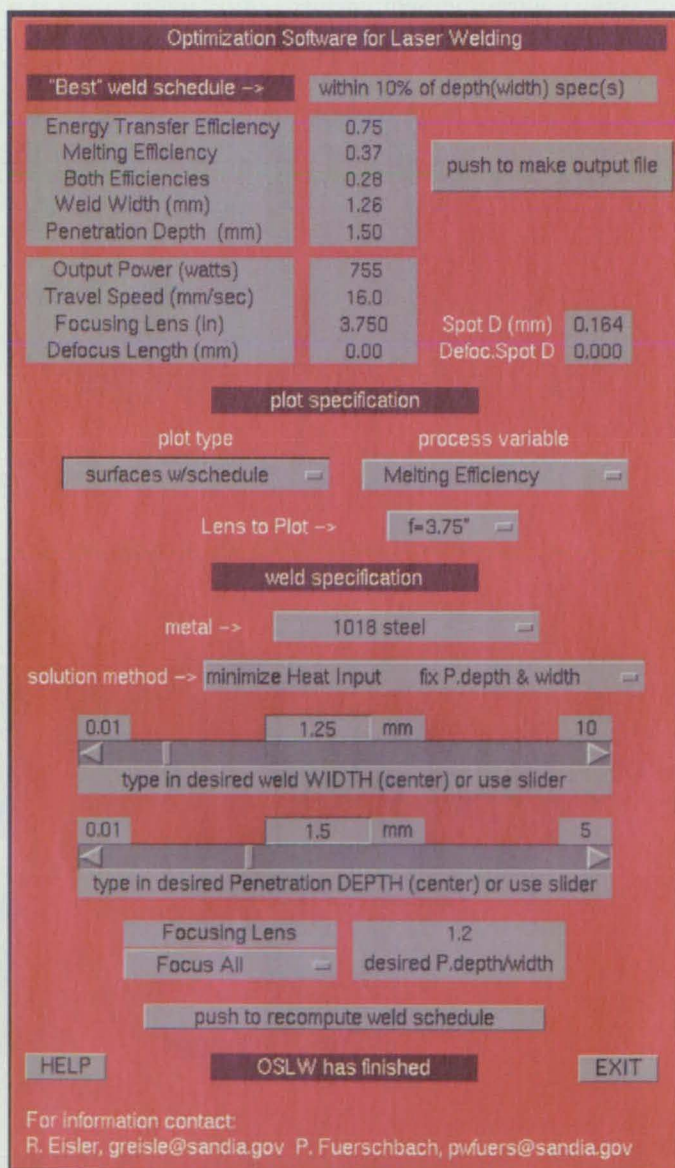 Optimization Software for Laser Welding
"Best" weld schedule -> within 10% of depth(width) spec(s)
Energy Transfer Efficiency 0.75
Melting Efficiency 0.37
Both Efficiencies 0.28
Weld Width (mm) 1.26
Penetration Depth (mm) 1.50
push to make output file
Output Power (watts) 755
Travel Speed (mm/sec) 16.0
Focusing Lens (in) 3.750 Spot D (mm) 0.164
Defocus Length (mm) 0.00 Defoc.Spot D 0.000
plot specification
plot type process variable
surfaces w/schedule Melting Efficiency
Lens to Plot -> f=3.75"
weld specification
metal -> 1018 steel
solution method -> minimize Heat Input fix P.depth & width
0.01 1.25 mm 10
type in desired weld WIDTH (center) or use slider
0.01 1.5 mm 5
type in desired Penetration DEPTH (center) or use slider
Focusing Lens 1.2
Focus All desired P.depth/width
push to recompute weld schedule
HELP OSLW has finished EXIT
For information contact:
R. Eisler, greisle@sandia.gov P. Fuerschbach, pwfuers@sandia.gov